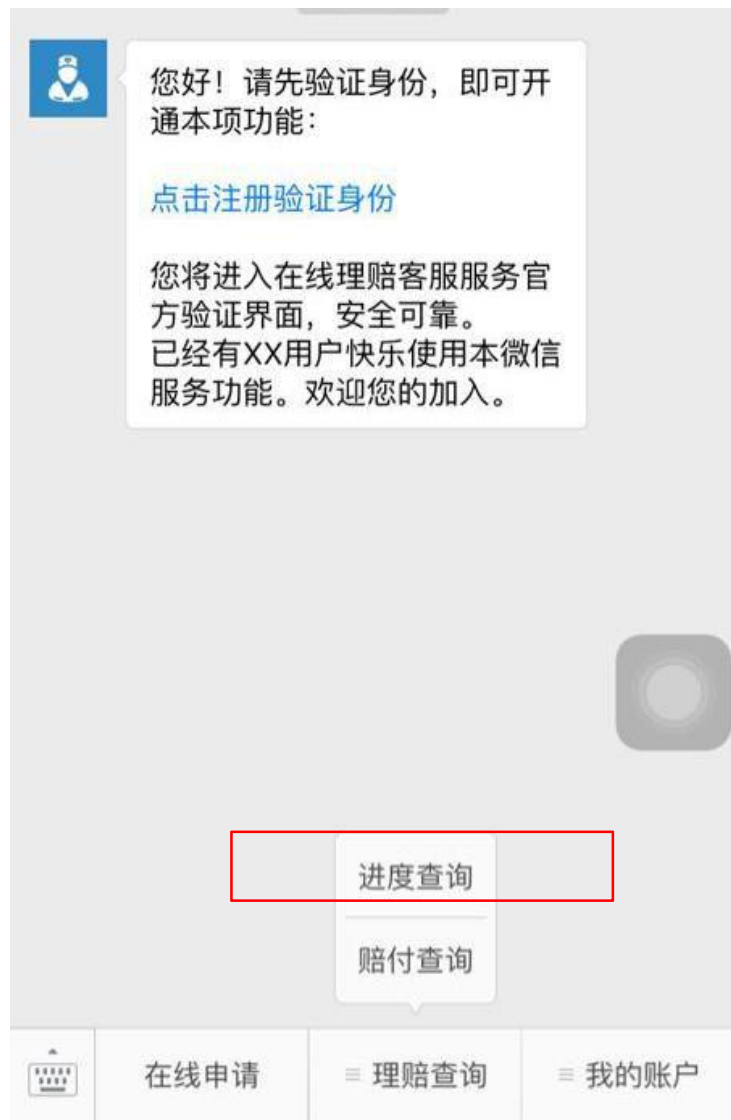 您好！请先验证身份，即可开
通本项功能：
点击注册验证身份
您将进入在线理赔客服服务官
方验证界面，安全可靠。
已经有XX用户快乐使用本微信
服务功能。欢迎您的加入。
进度查询
赔付查询
在线申请
理赔查询
我的账户